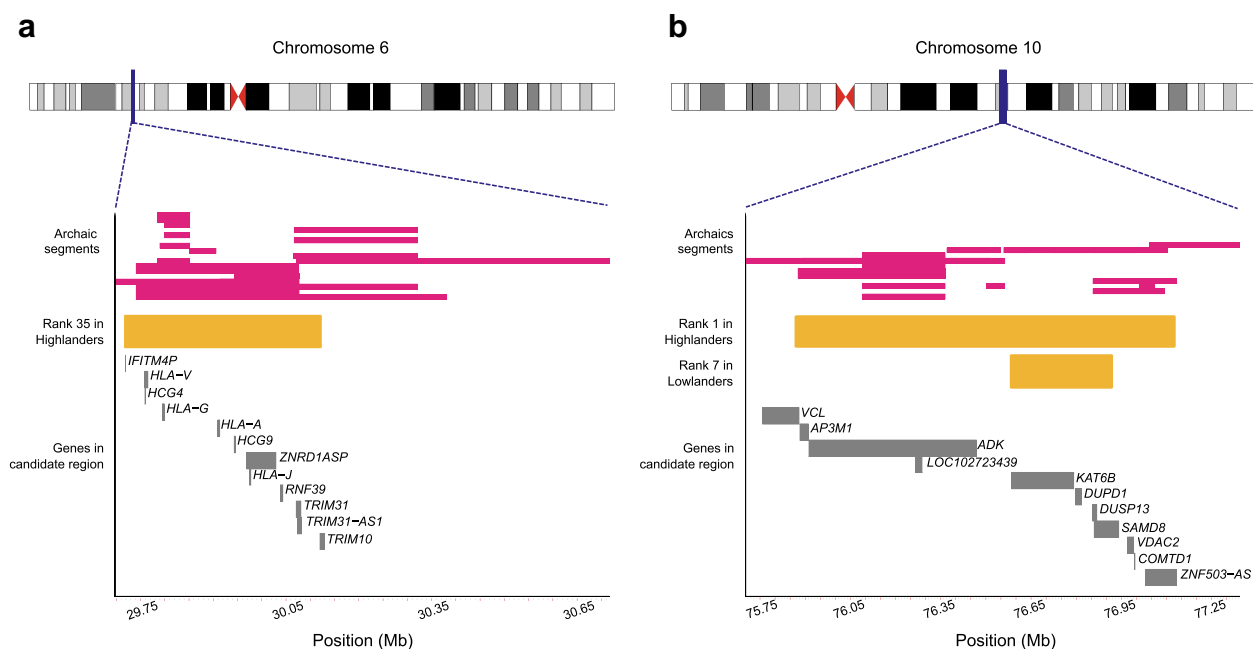 a
Chromosome 6
Archaic
segments
Rank 35 in
Highlanders
IFITM4P
HLA−V
HCG4
HLA−G
HLA−A
HCG9
Genes in
candidate region
ZNRD1ASP
HLA−J
RNF39
TRIM31
TRIM31−AS1
TRIM10
29.75
30.05
30.35
30.65
Position (Mb)
b
Chromosome 10
Archaics
segments
Rank 1 in
Highlanders
Rank 7 in
Lowlanders
VCL
AP3M1
Genes in
candidate region
ADK
LOC102723439
KAT6B
DUPD1
DUSP13
SAMD8
VDAC2
COMTD1
ZNF503−AS
75.75
76.05
76.35
76.65
76.95
77.25
Position (Mb)